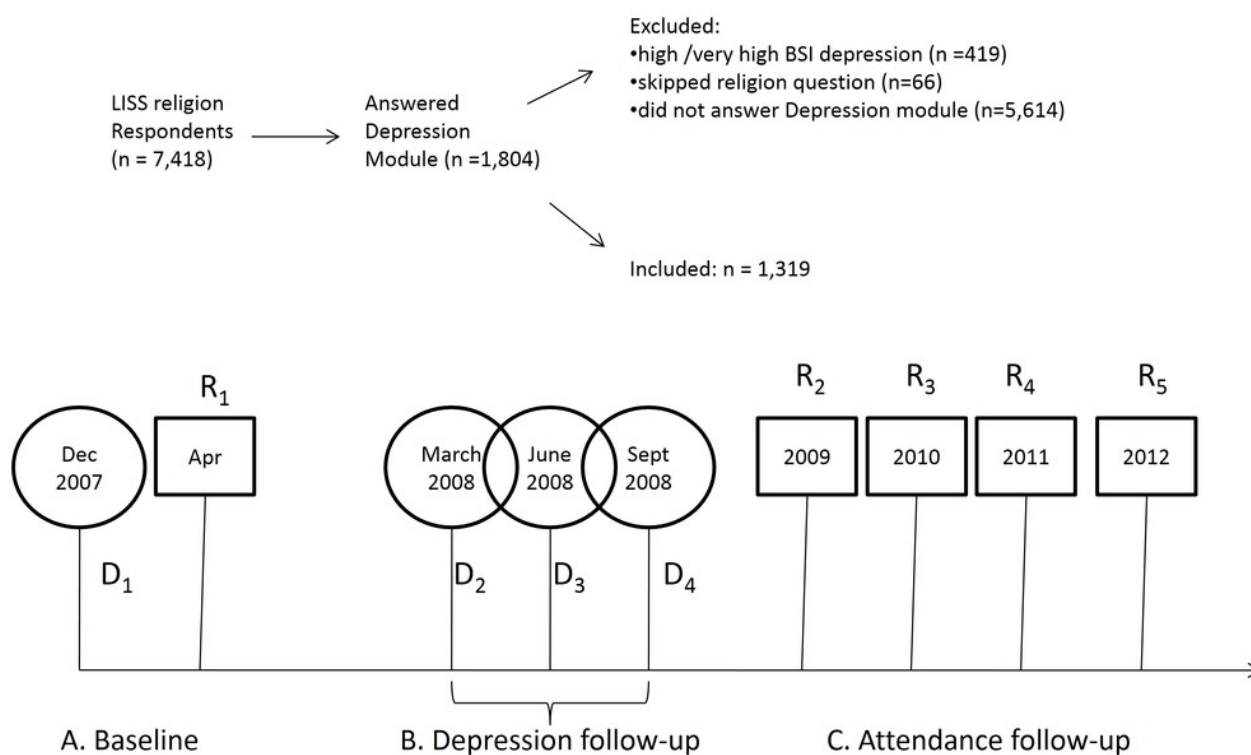 Excluded:
•high /very high BSI depression (n =419)
•skipped religion question (n=66)
•did not answer Depression module (n=5,614)
LISS religion
Respondents
(n = 7,418)
Answered
Depression
Module (n =1,804)
Included: n = 1,319
R₁
R₂
R₃
R₄
R₅
Dec
2007
Apr
March
2008
June
2008
Sept
2008
2009
2010
2011
2012
D₁
D₂
D₃
D₄
A. Baseline
B. Depression follow-up
C. Attendance follow-up